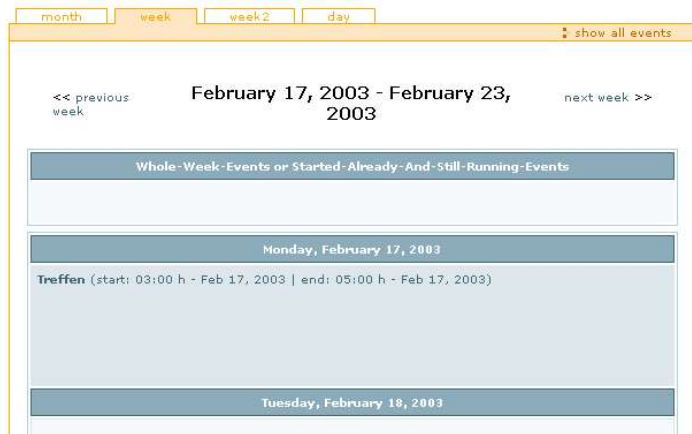 month week week2 day
show all events
<< previous week
February 17, 2003 - February 23, 2003
next week >>
Whole-Week-Events or Started-Already-And-Still-Running-Events
Monday, February 17, 2003
Treffen (start: 03:00 h - Feb 17, 2003 | end: 05:00 h - Feb 17, 2003)
Tuesday, February 18, 2003